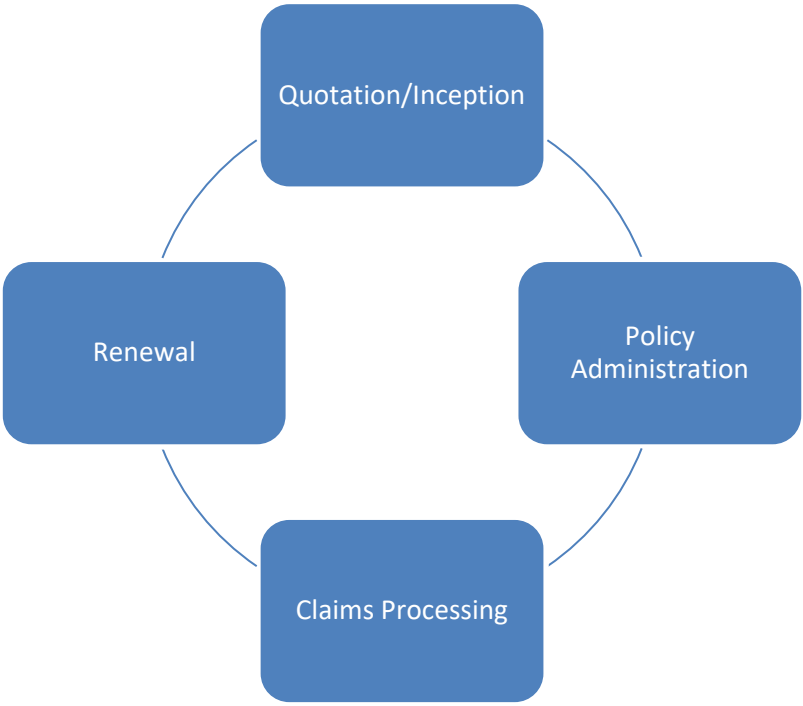 Quotation/Inception
Policy
Administration
Claims Processing
Renewal